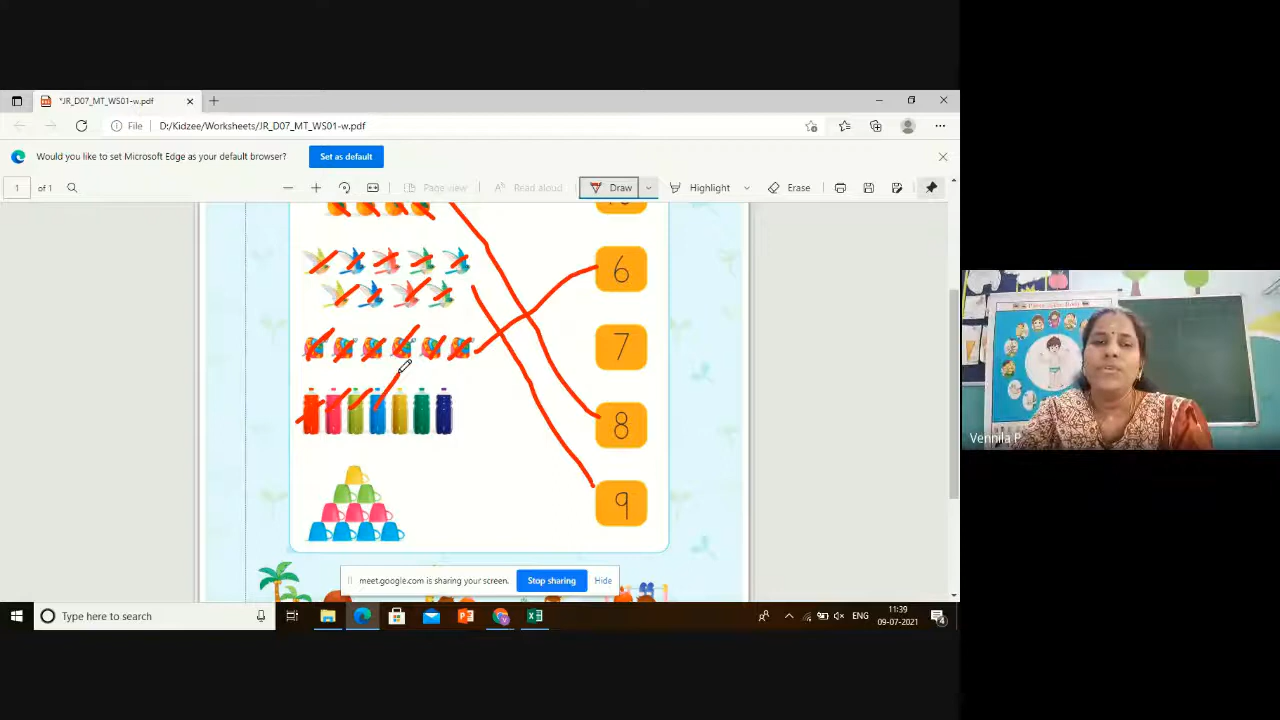 *JR_D07_MT_WS01-w.pdf
File D:/Kidzee/Worksheets/JR_D07_MT_WS01-w.pdf
Would you like to set Microsoft Edge as your default browser? Set as default
1 of 1 Page view Read aloud Draw Highlight Erase
6
7
8
9
Vennila P
meet.google.com is sharing your screen. Stop sharing Hide
Type here to search
ENG
11:39
09-07-2021
4